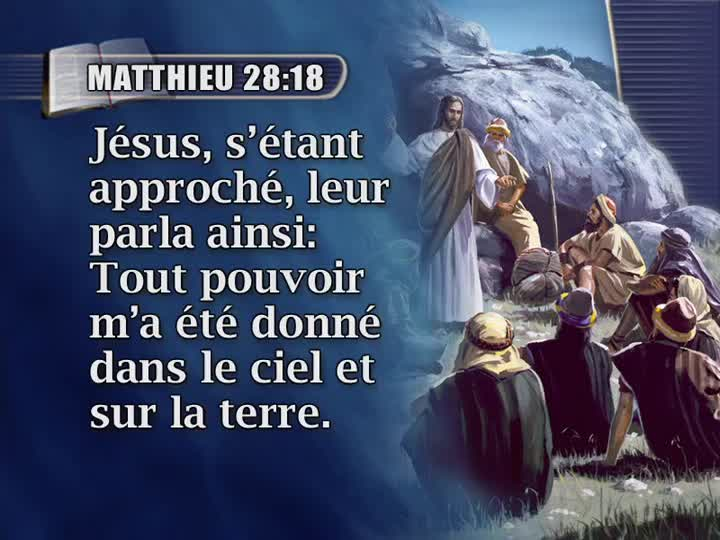 MATTHIEU 28:18
Jésus, s’étant
approché, leur
parla ainsi:
Tout pouvoir
m’a été donné
dans le ciel et
sur la terre.